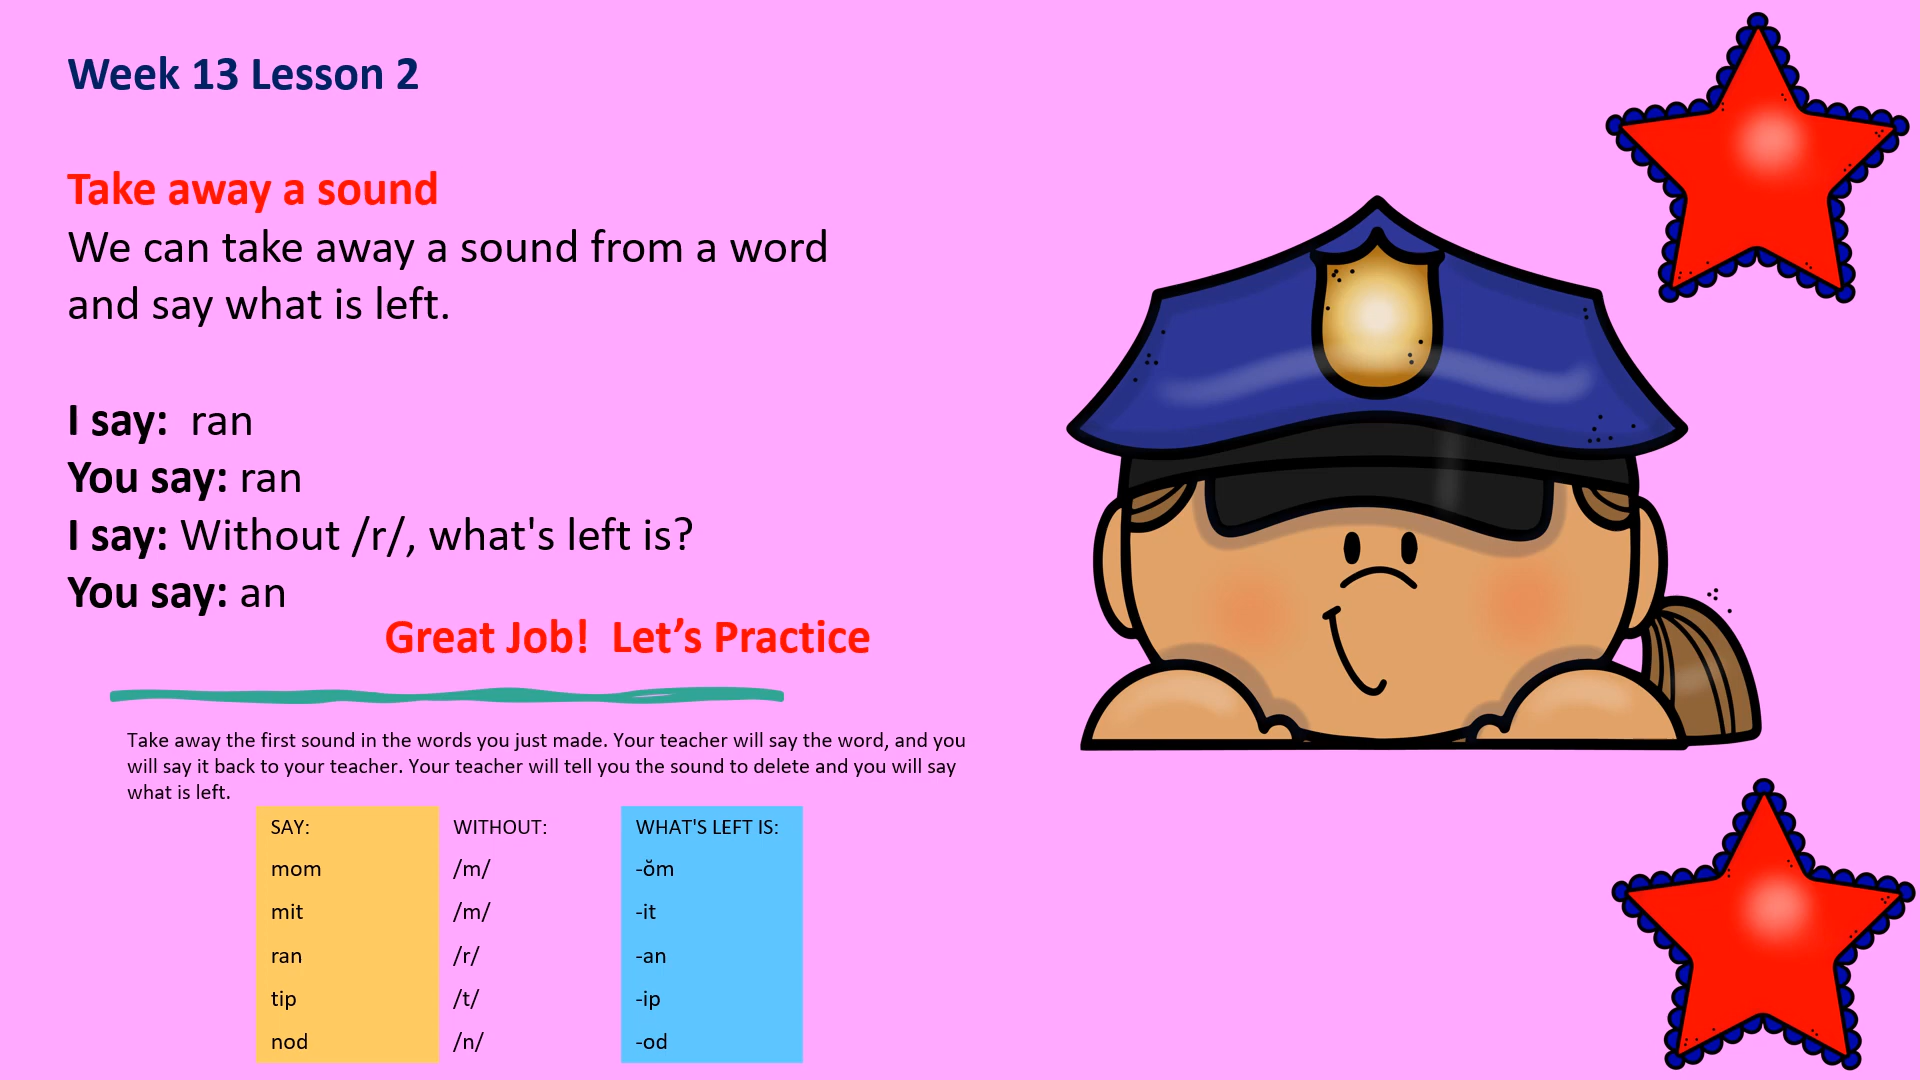 Week 13 Lesson 2
Take away a sound
We can take away a sound from a word
and say what is left.
I say: ran
You say: ran
I say: Without /r/, what's left is?
You say: an
Great Job! Let’s Practice
Take away the first sound in the words you just made. Your teacher will say the word, and you
will say it back to your teacher. Your teacher will tell you the sound to delete and you will say
what is left.
SAY: WITHOUT: WHAT'S LEFT IS:
mom /m/ -ŏm
mit /m/ -it
ran /r/ -an
tip /t/ -ip
nod /n/ -od